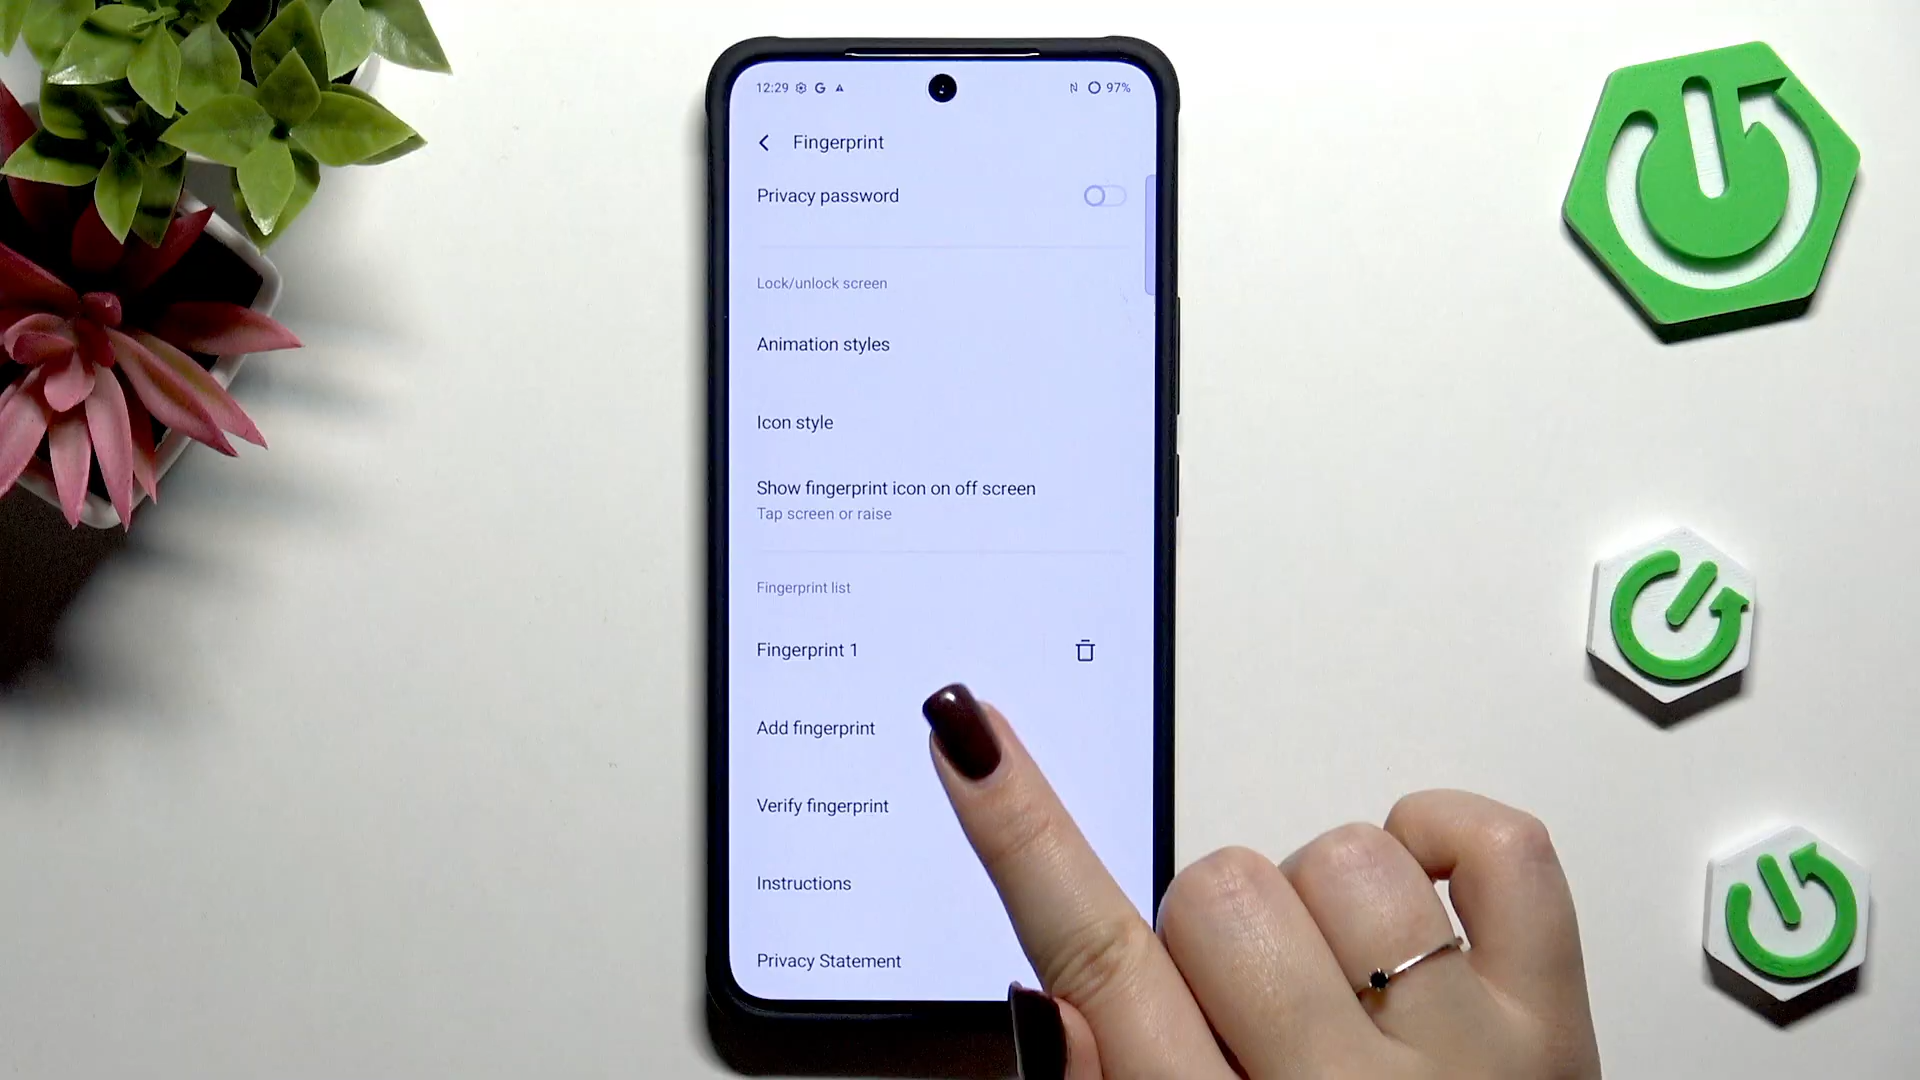 12:29 G N 97%
Fingerprint
Privacy password
Lock/unlock screen
Animation styles
Icon style
Show fingerprint icon on off screen
Tap screen or raise
Fingerprint list
Fingerprint 1
Add fingerprint
Verify fingerprint
Instructions
Privacy Statement